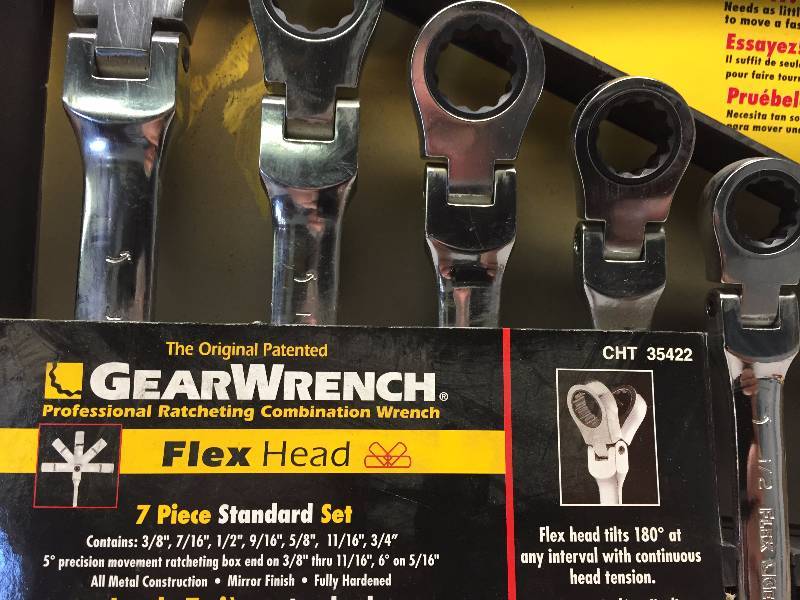 Needs as littl
to move a fas
Essayez!
Il suffit de seule
pour faire tourn
Pruébel
Necesita tan so
para mover un
The Original Patented
GEARWRENCH®
Professional Ratcheting Combination Wrench
Flex Head
7 Piece Standard Set
Contains: 3/8", 7/16", 1/2", 9/16", 5/8", 11/16", 3/4"
5° precision movement ratcheting box end on 3/8" thru 11/16", 6° on 5/16"
All Metal Construction • Mirror Finish • Fully Hardened
CHT 35422
Flex head tilts 180° at
any interval with continuous
head tension.
1/2 FLEX